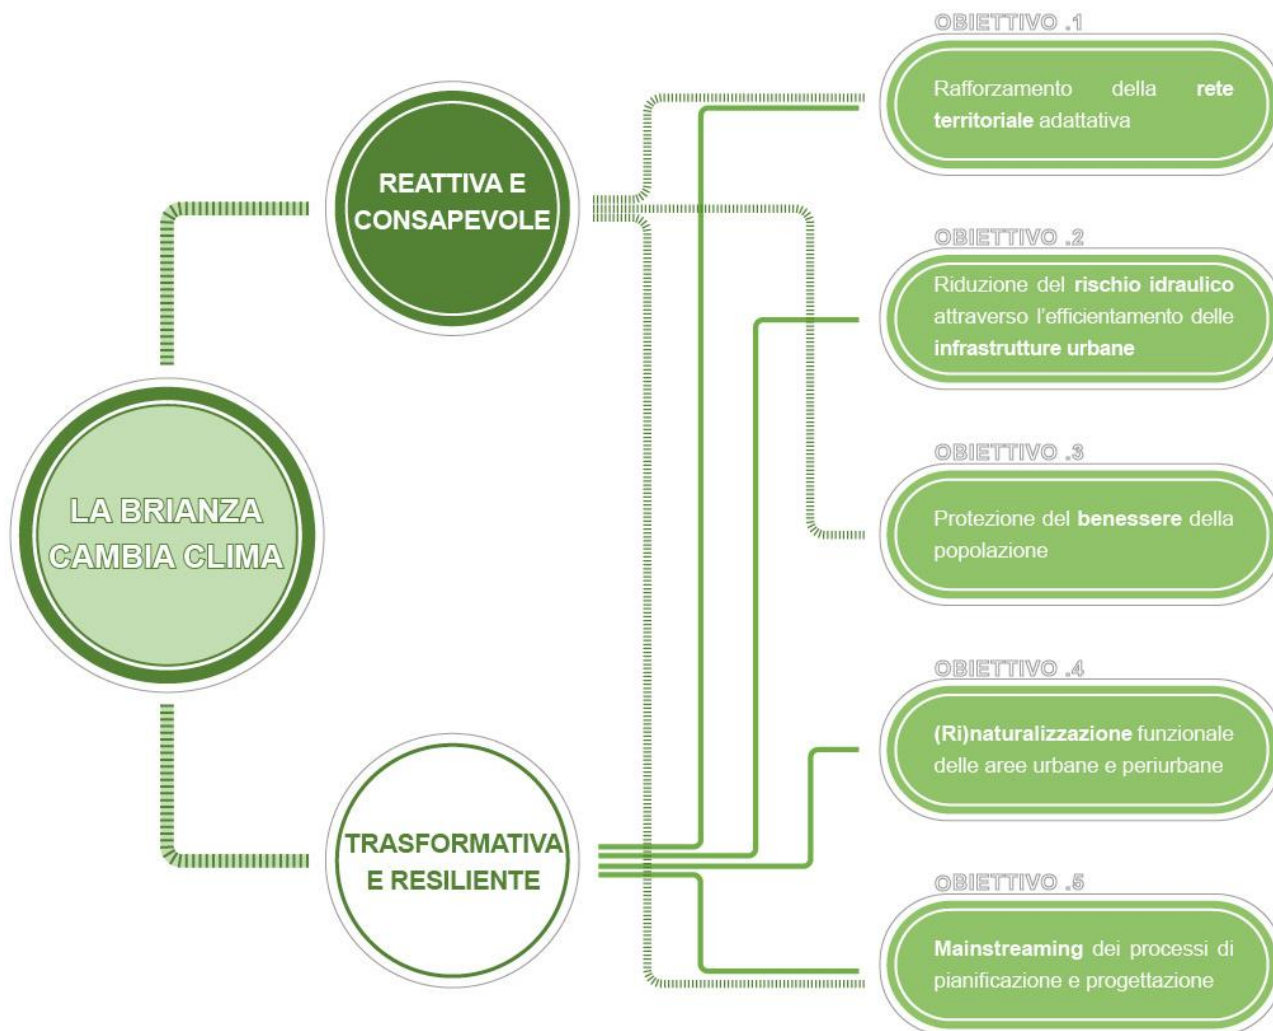 LA BRIANZA
CAMBIA CLIMA
REATTIVA E
CONSAPEVOLE
TRASFORMATIVA
E RESILIENTE
OBIETTIVO .1
Rafforzamento della rete
territoriale adattativa
OBIETTIVO .2
Riduzione del rischio idraulico
attraverso l'efficientamento delle
infrastrutture urbane
OBIETTIVO .3
Protezione del benessere della
popolazione
OBIETTIVO .4
(Ri)naturalizzazione funzionale
delle aree urbane e periurbane
OBIETTIVO .5
Mainstreaming dei processi di
pianificazione e progettazione